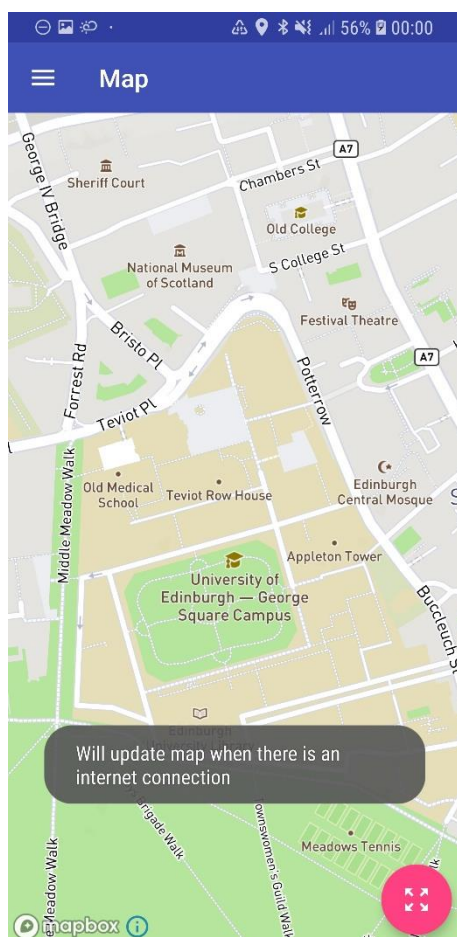 56% 00:00
Map
George IV Bridge
Sheriff Court
Chambers St
A7
Old College
National Museum
of Scotland
S College St
Festival Theatre
Bristo Pl
Forrest Rd
Potterrow
A7
Teviot Pl
Old Medical
School
Teviot Row House
Edinburgh
Central Mosque
Middle Meadow Walk
Appleton Tower
University of
Edinburgh — George
Square Campus
Buccleuch St
Edinburgh
University Library
Will update map when there is an
internet connection
Meadow Walk
Brigade Walk
ownswomen's Guild Walk
Meadows Tennis
mapbox